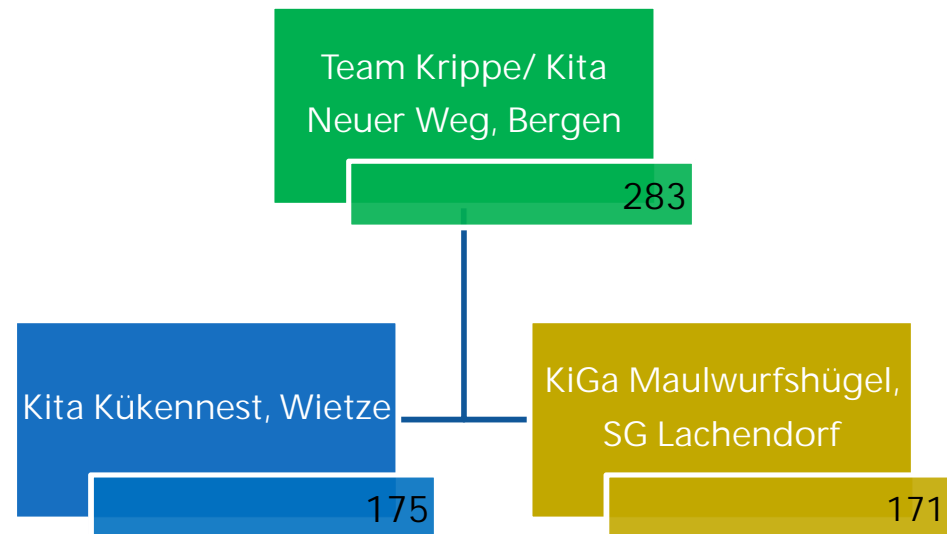 Team Krippe/ Kita
Neuer Weg, Bergen
283
Kita Kükennest, Wietze
175
KiGa Maulwurfshügel,
SG Lachendorf
171